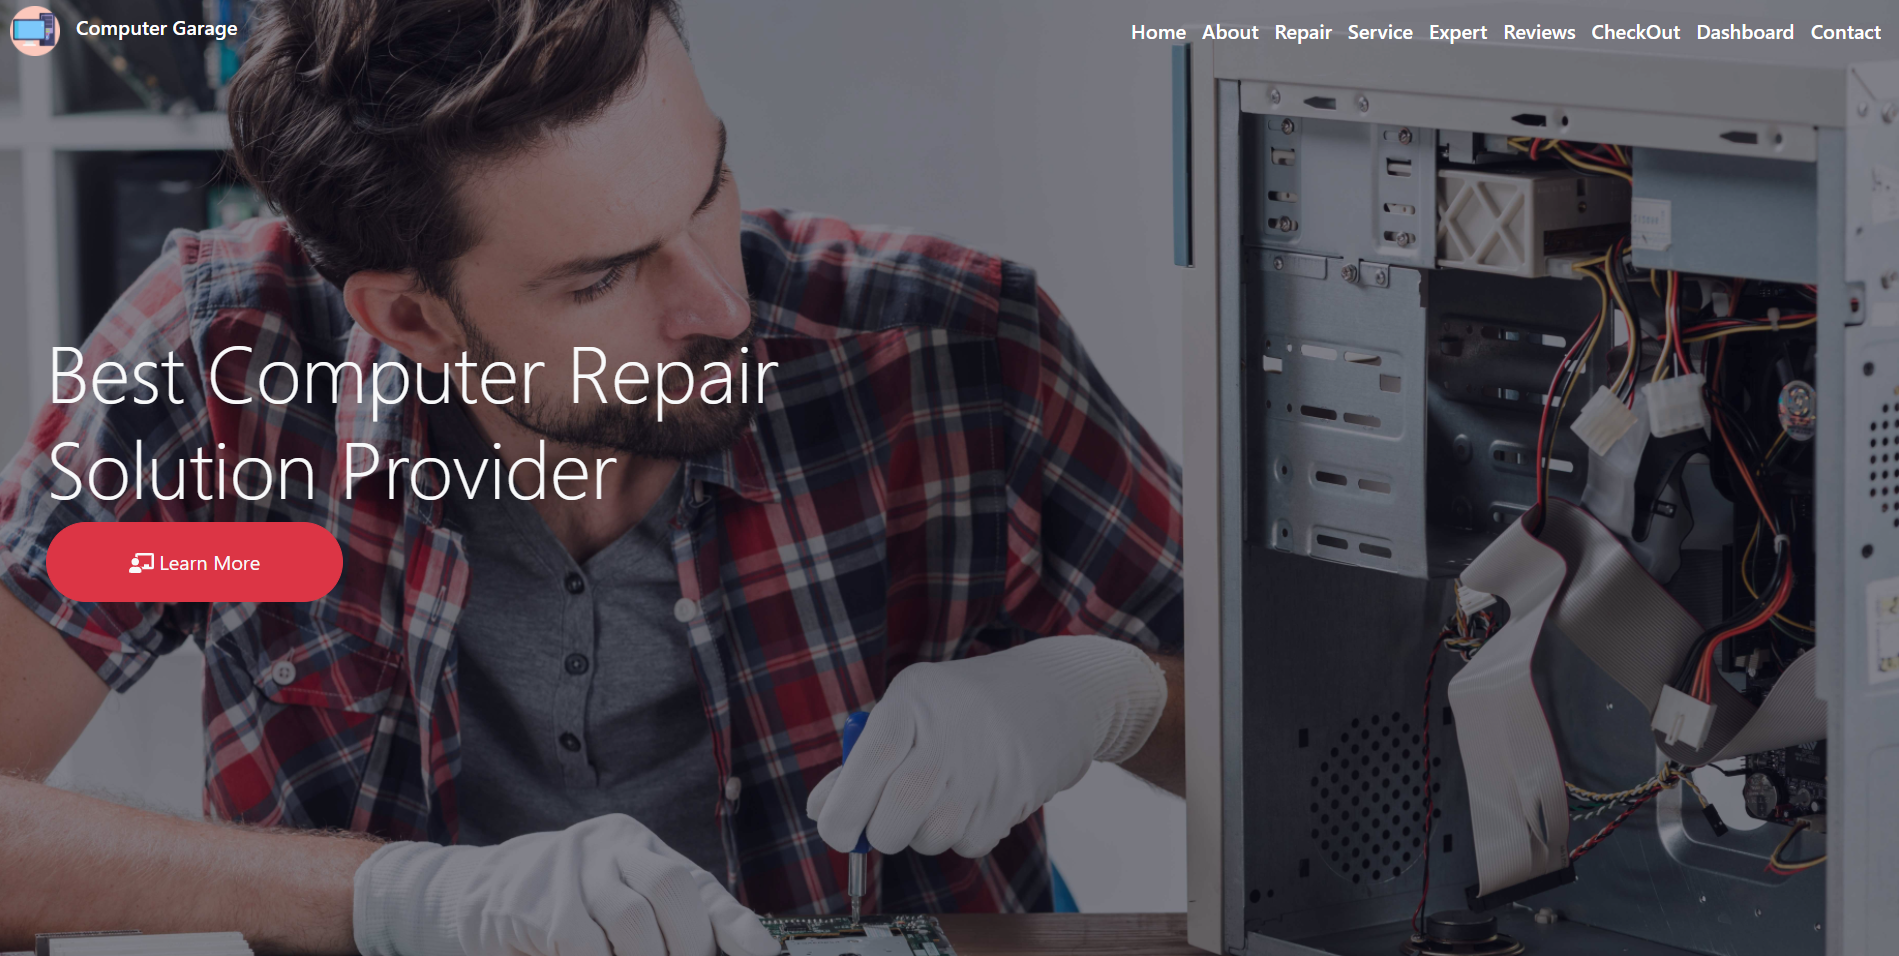 Computer Garage
Home About Repair Service Expert Reviews CheckOut Dashboard Contact
Best Computer Repair
Solution Provider
Learn More